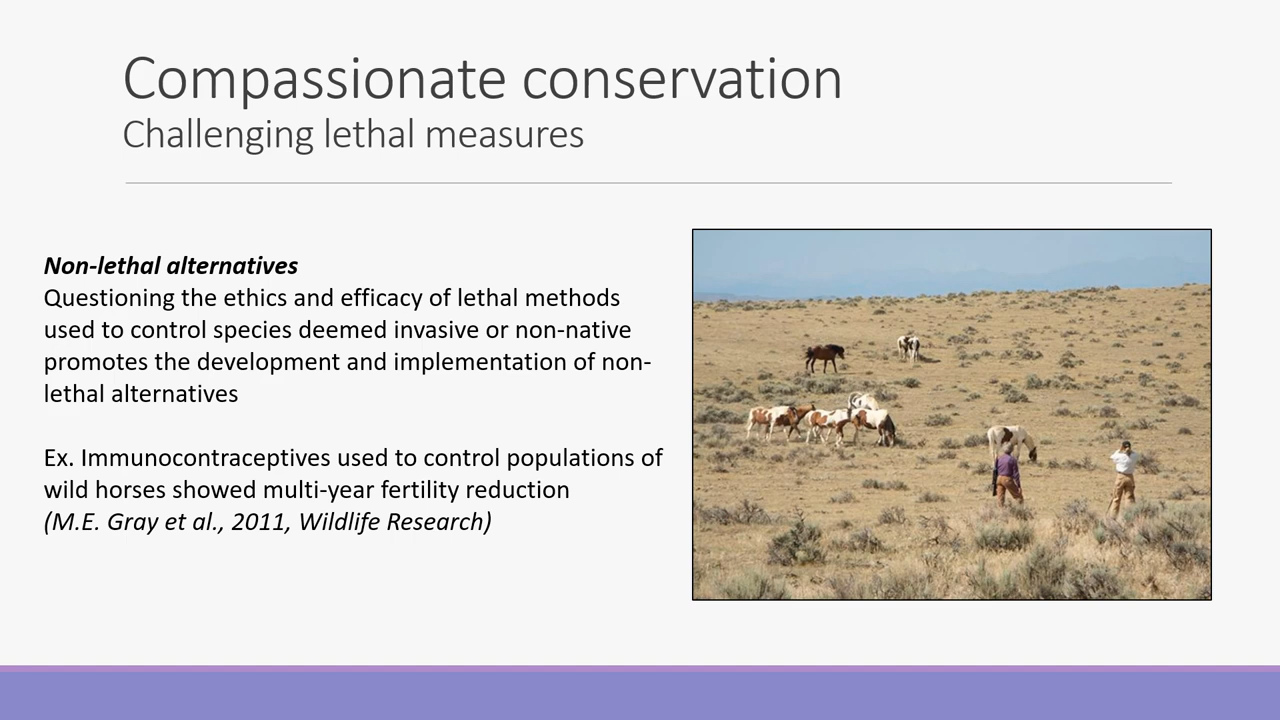 Compassionate conservation
Challenging lethal measures
Non-lethal alternatives
Questioning the ethics and efficacy of lethal methods
used to control species deemed invasive or non-native
promotes the development and implementation of non-
lethal alternatives
Ex. Immunocontraceptives used to control populations of
wild horses showed multi-year fertility reduction
(M.E. Gray et al., 2011, Wildlife Research)